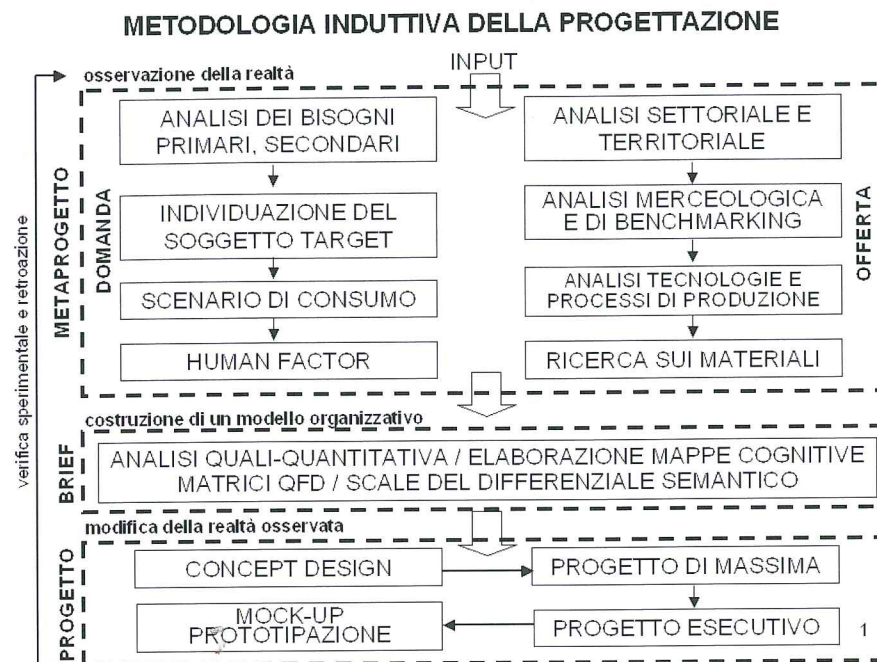 METODOLOGIA INDUTTIVA DELLA PROGETTAZIONE
INPUT
osservazione della realtà
verifica sperimentale e retroazione
METAPROGETTO
DOMANDA
ANALISI DEI BISOGNI
PRIMARI, SECONDARI
INDIVIDUAZIONE DEL
SOGGETTO TARGET
SCENARIO DI CONSUMO
HUMAN FACTOR
ANALISI SETTORIALE E
TERRITORIALE
ANALISI MERCEOLOGICA
E DI BENCHMARKING
ANALISI TECNOLOGIE E
PROCESSI DI PRODUZIONE
RICERCA SUI MATERIALI
OFFERTA
costruzione di un modello organizzativo
BRIEF
ANALISI QUALI-QUANTITATIVA / ELABORAZIONE MAPPE COGNITIVE
MATRICI QFD / SCALE DEL DIFFERENZIALE SEMANTICO
modifica della realtà osservata
PROGETTO
CONCEPT DESIGN
PROGETTO DI MASSIMA
MOCK-UP
PROTOTIPAZIONE
PROGETTO ESECUTIVO
1